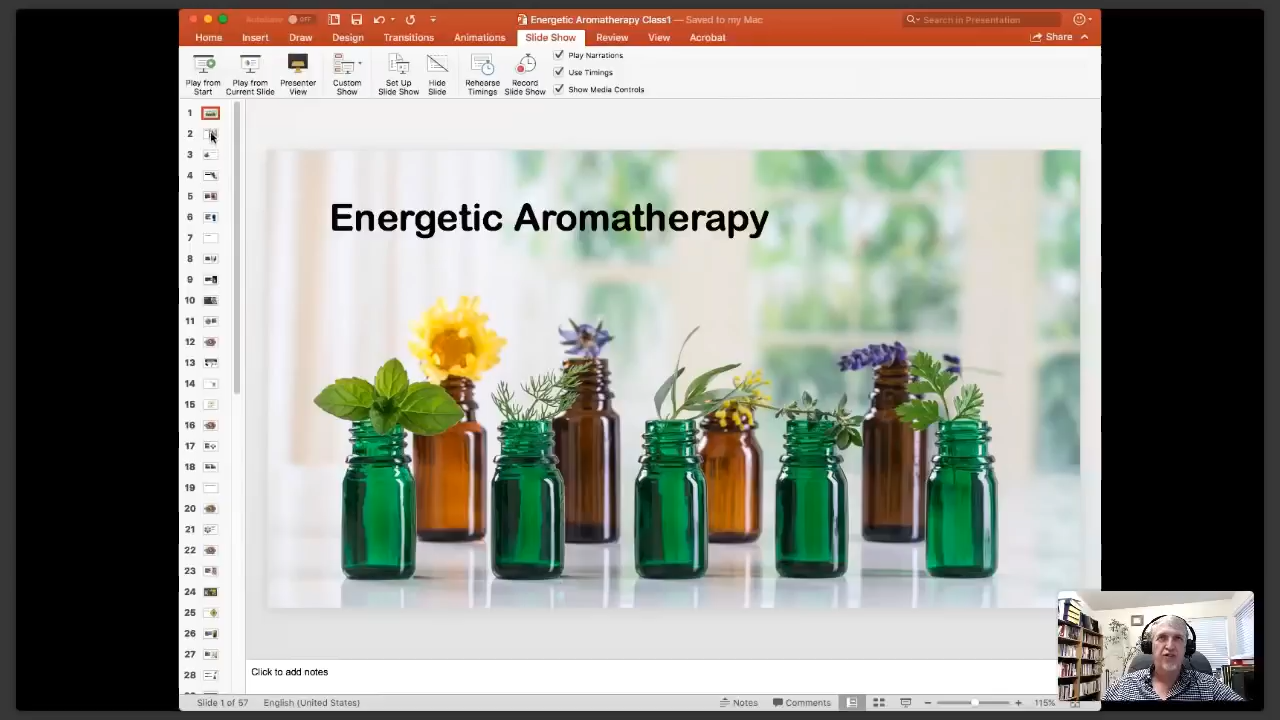 AutoSave OFF
Energetic Aromatherapy Class1 — Saved to my Mac
Search in Presentation
Home Insert Draw Design Transitions Animations Slide Show Review View Acrobat
Share
Play from Start
Play from Current Slide
Presenter View
Custom Show
Set Up Slide Show
Hide Slide
Rehearse Timings
Record Slide Show
Play Narrations
Use Timings
Show Media Controls
1
2
3
4
5
6
7
8
9
10
11
12
13
14
15
16
17
18
19
20
21
22
23
24
25
26
27
28
Energetic Aromatherapy
Click to add notes
Slide 1 of 57 English (United States) Notes Comments 115%